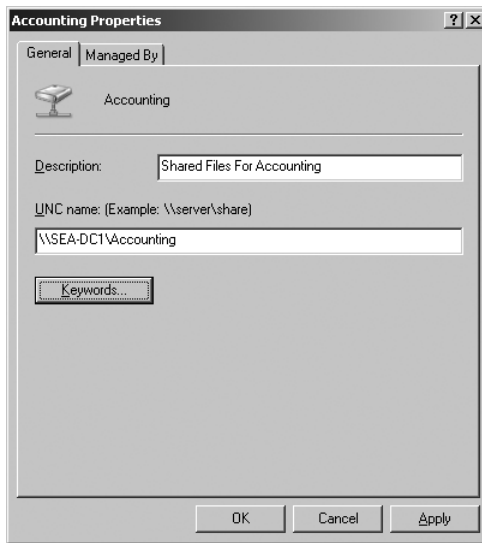 Accounting Properties
General
Managed By
Accounting
Description:
Shared Files For Accounting
UNC name: (Example: \\server\share)
\\SEA-DC1\Accounting
Keywords...
OK
Cancel
Apply